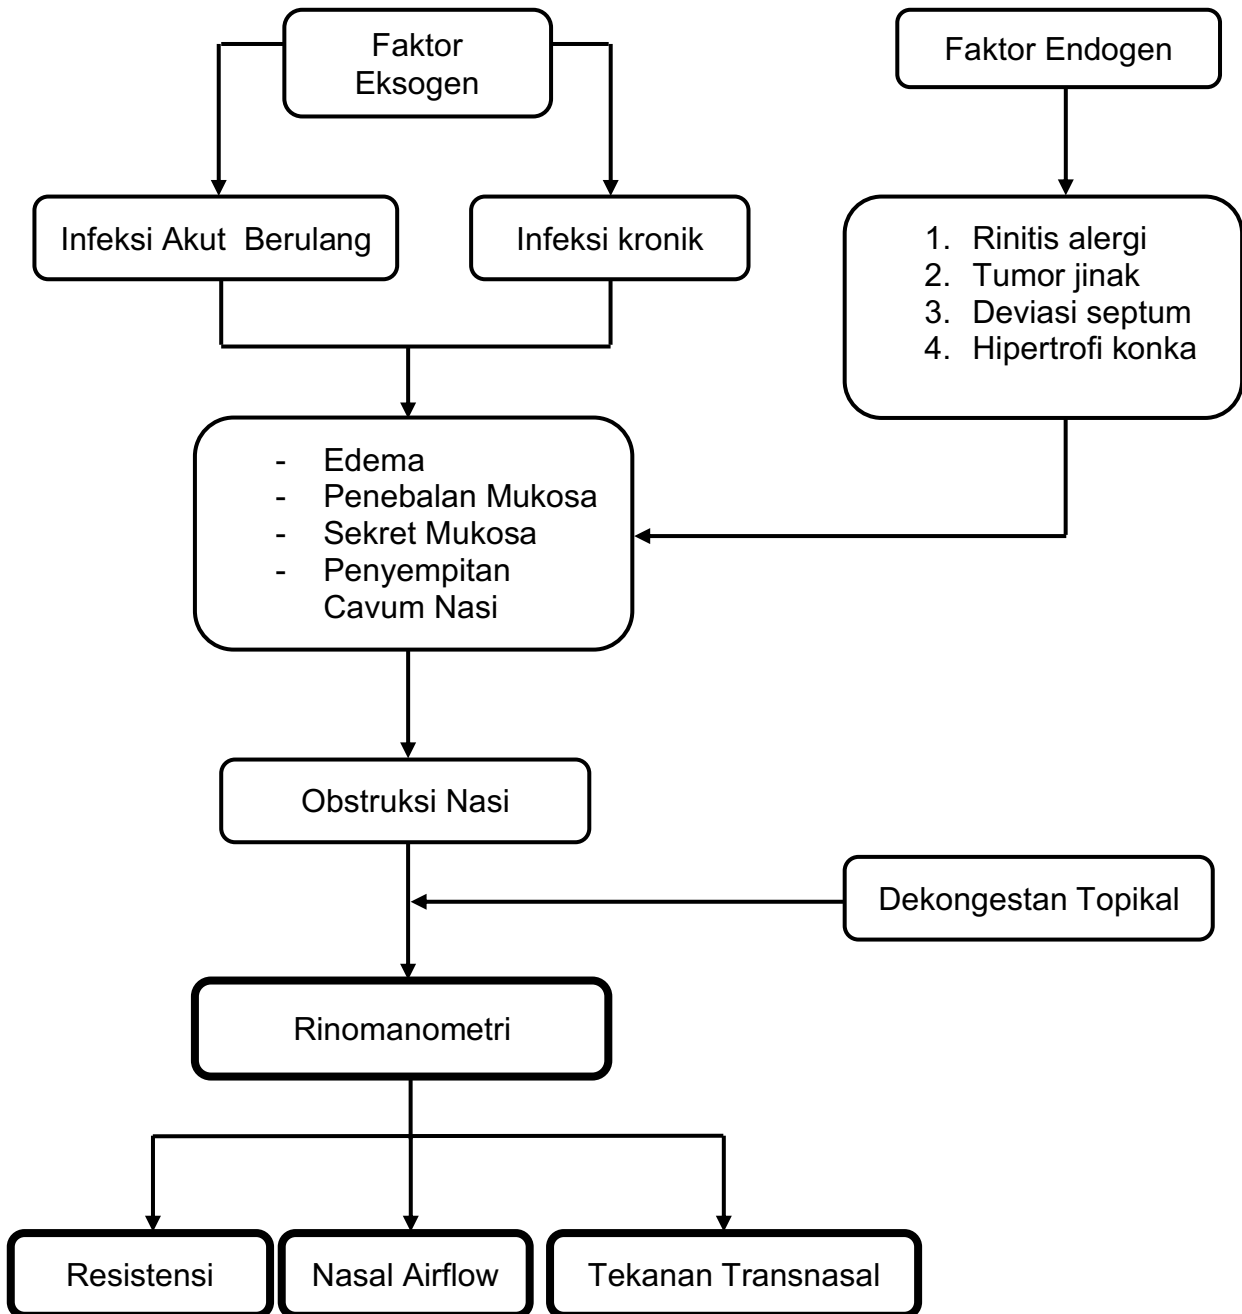 Faktor
Eksogen
Faktor Endogen
Infeksi Akut  Berulang
Infeksi kronik
1. Rinitis alergi
2. Tumor jinak
3. Deviasi septum
4. Hipertrofi konka
- Edema
- Penebalan Mukosa
- Sekret Mukosa
- Penyempitan
Cavum Nasi
Obstruksi Nasi
Dekongestan Topikal
Rinomanometri
Resistensi
Nasal Airflow
Tekanan Transnasal